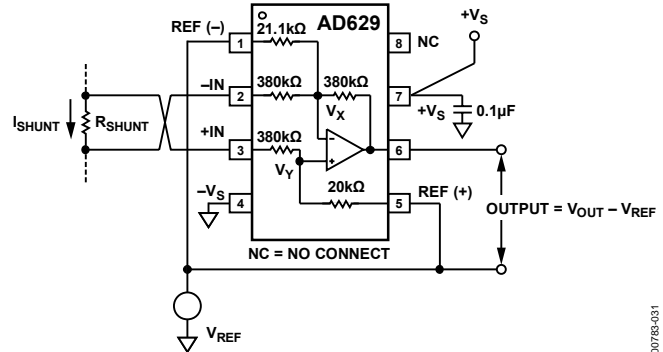 AD629
+VS
REF (–)
21.1kΩ
1
8
NC
–IN
380kΩ
380kΩ
2
7
ISHUNT
RSHUNT
VX
+VS
0.1µF
+IN
380kΩ
–
3
6
VY
+
REF (+)
–VS
20kΩ
4
5
OUTPUT = VOUT – VREF
NC = NO CONNECT
VREF
00783-031